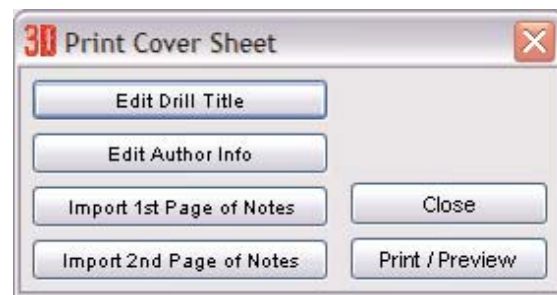 3D Print Cover Sheet
Edit Drill Title
Edit Author Info
Import 1st Page of Notes
Close
Import 2nd Page of Notes
Print / Preview